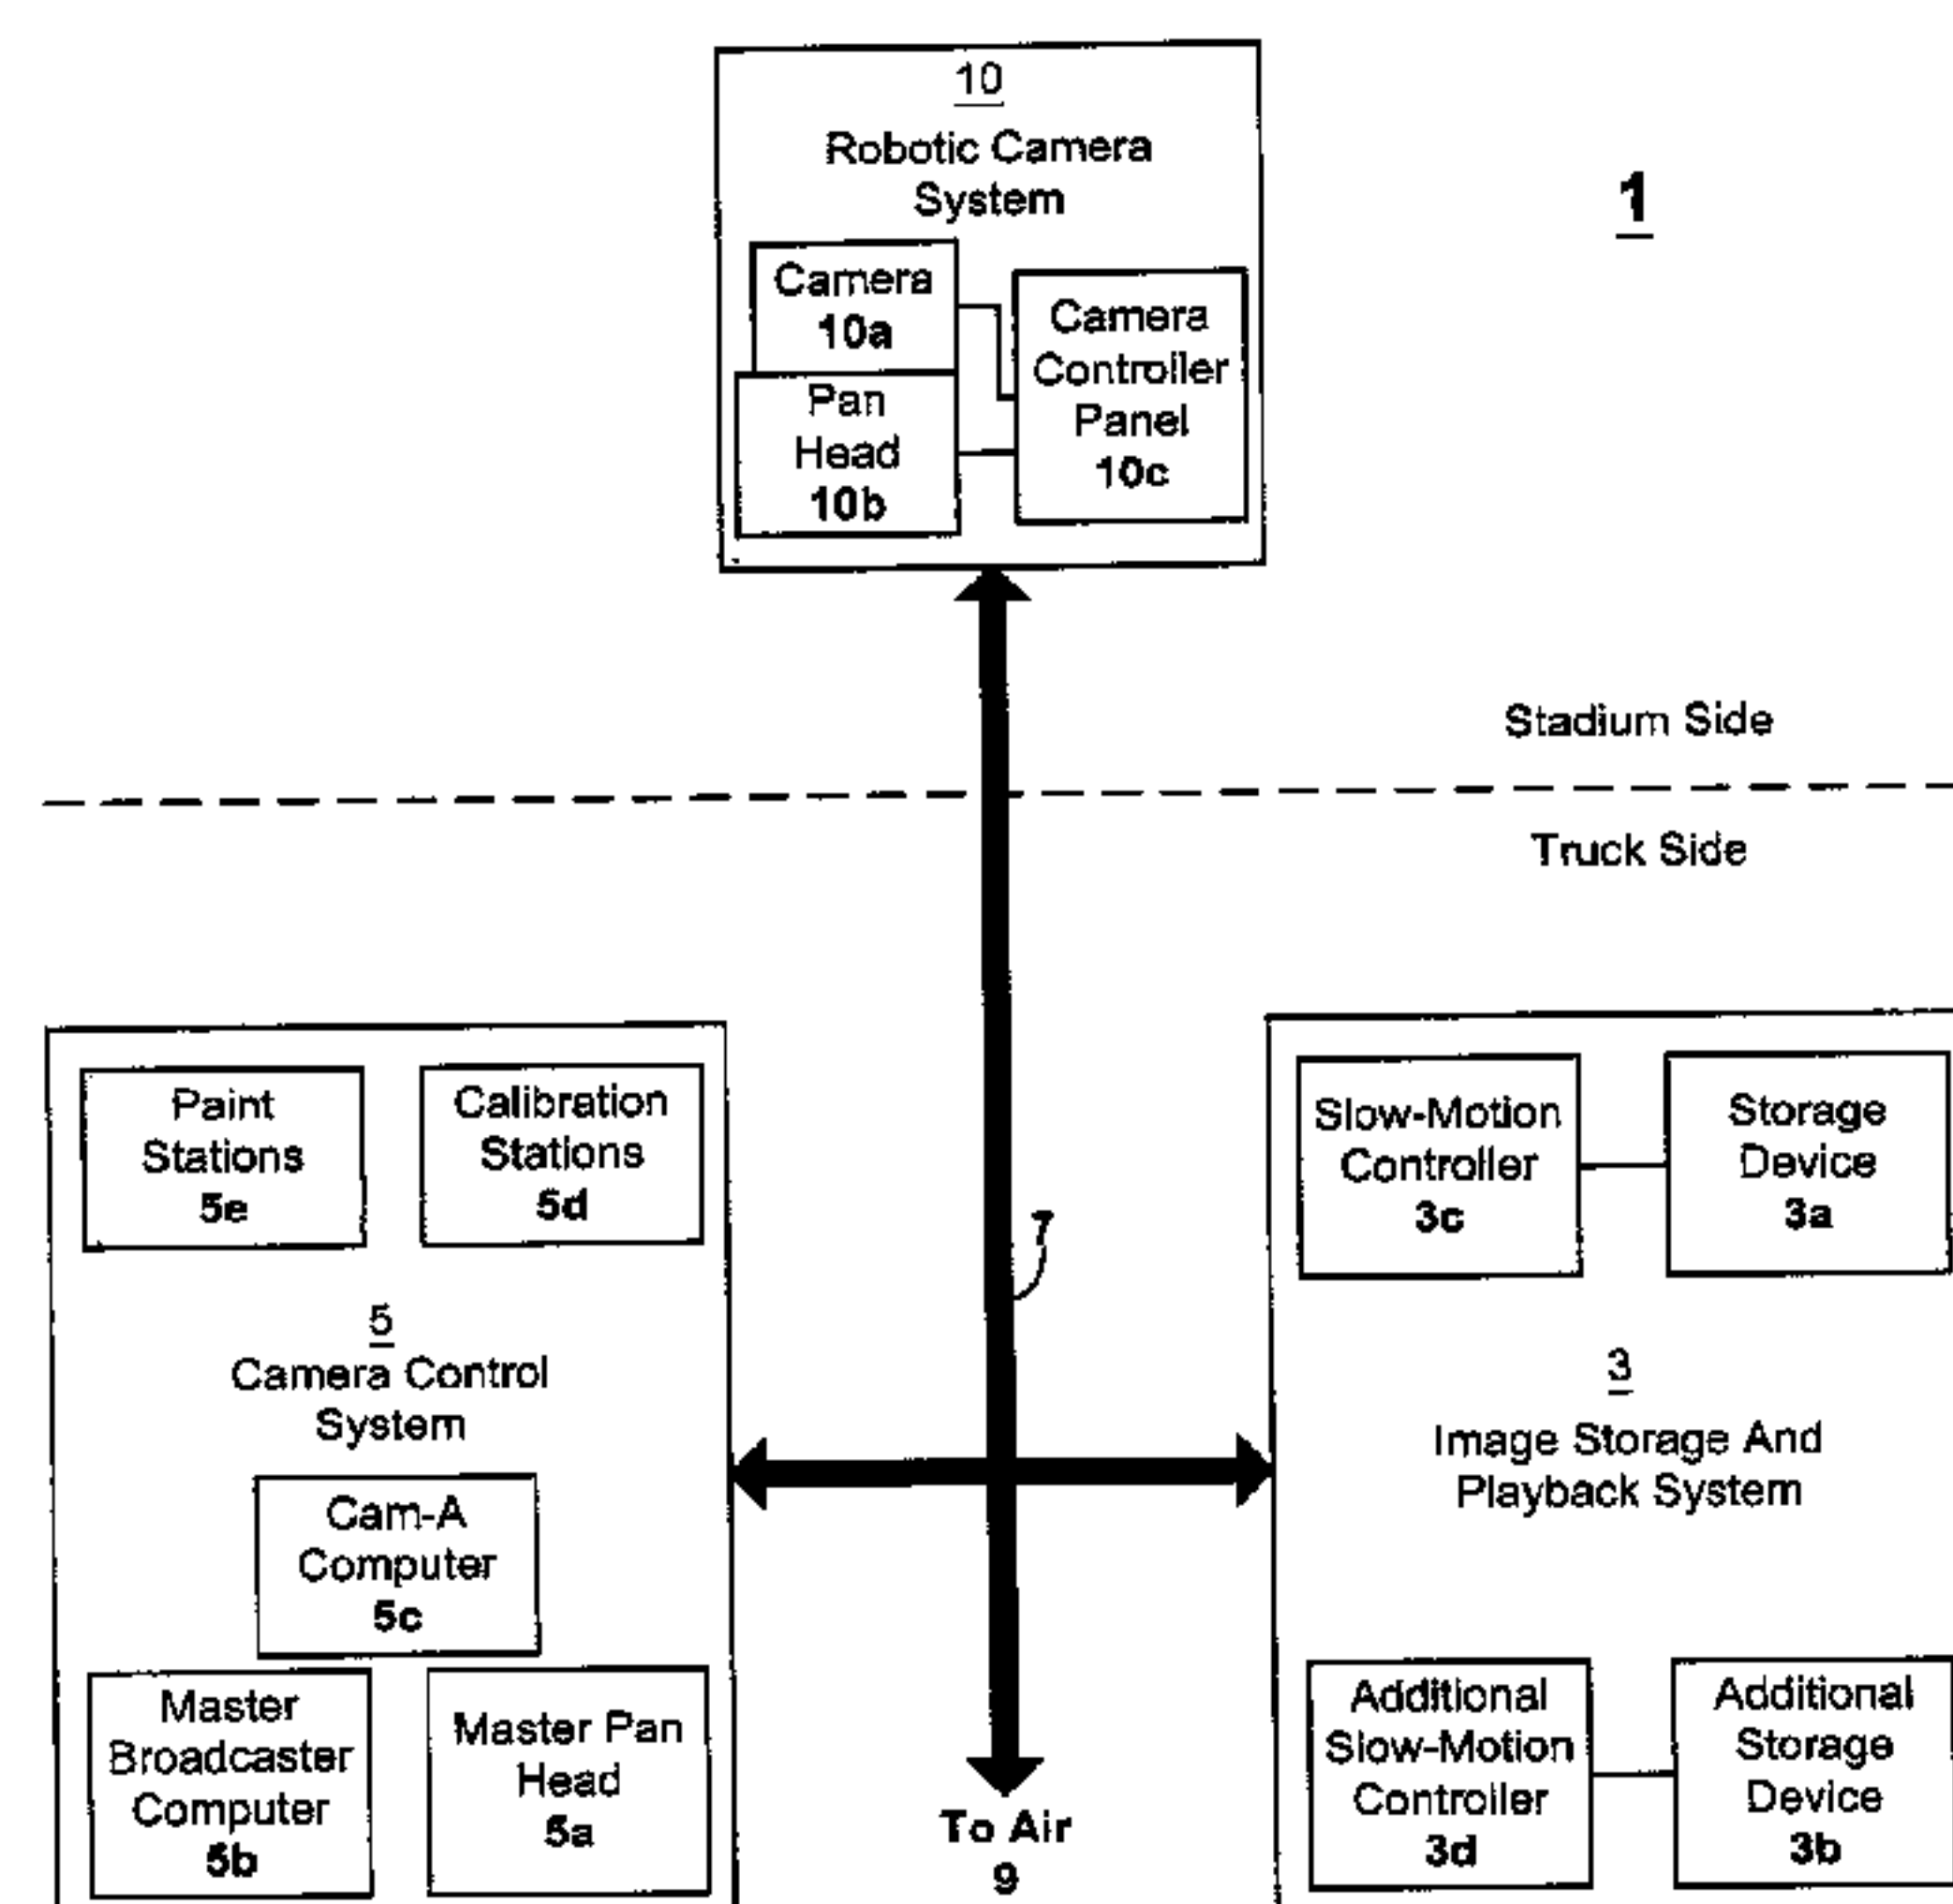 10
Robotic Camera
System
1
Camera
10a
Pan
Head
10b
Camera
Controller
Panel
10c
Stadium Side
Truck Side
Paint
Stations
5e
Calibration
Stations
5d
5
Camera Control
System
Cam-A
Computer
5c
Master
Broadcaster
Computer
5b
Master Pan
Head
5a
7
To Air
9
Slow-Motion
Controller
3c
Storage
Device
3a
3
Image Storage And
Playback System
Additional
Slow-Motion
Controller
3d
Additional
Storage
Device
3b